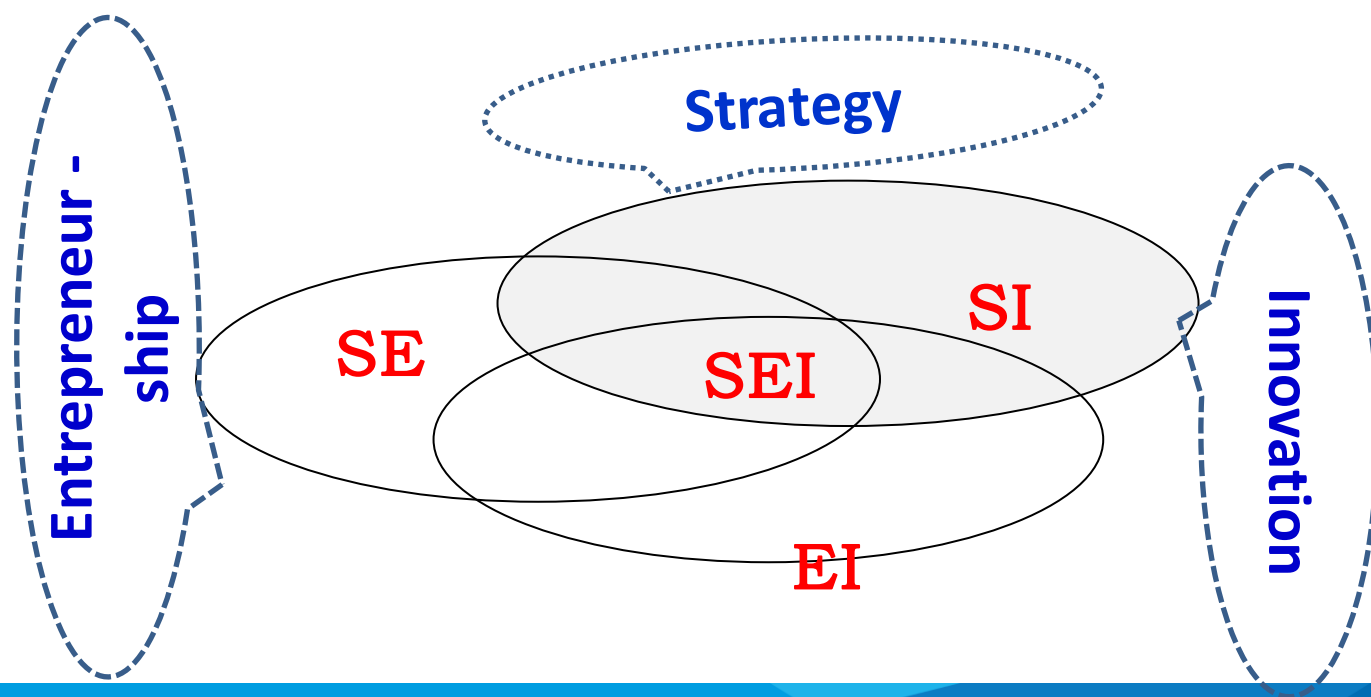 Strategy
Entrepreneur -
ship
SE
SEI
SI
EI
Innovation